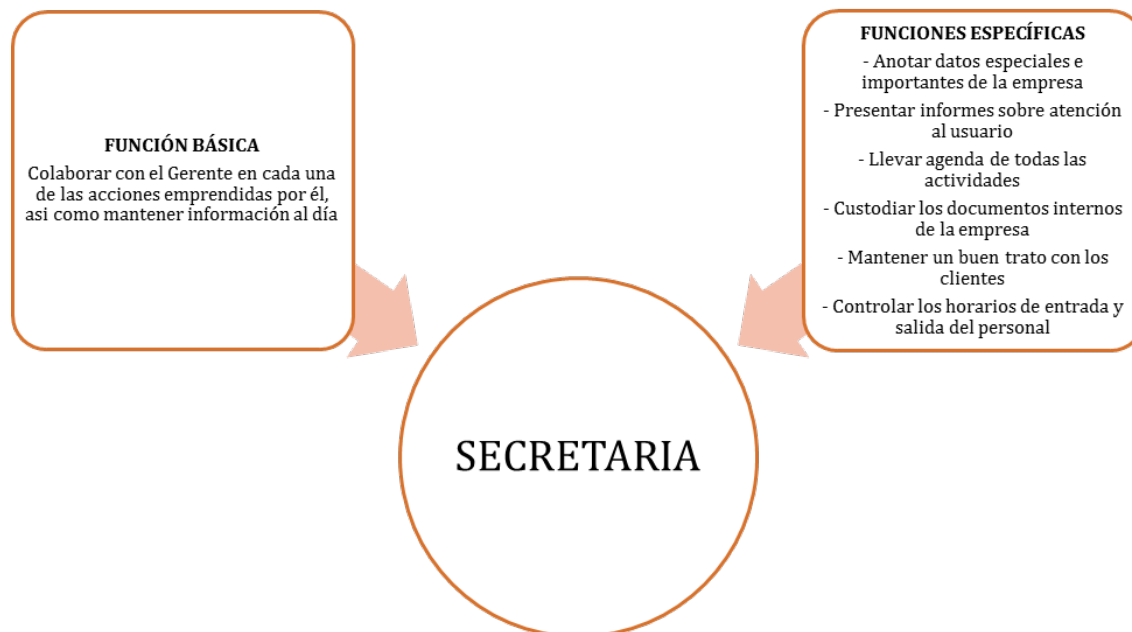 FUNCIÓN BÁSICA
Colaborar con el Gerente en cada una
de las acciones emprendidas por él,
asi como mantener información al día
FUNCIONES ESPECÍFICAS
- Anotar datos especiales e
importantes de la empresa
- Presentar informes sobre atención
al usuario
- Llevar agenda de todas las
actividades
- Custodiar los documentos internos
de la empresa
- Mantener un buen trato con los
clientes
- Controlar los horarios de entrada y
salida del personal
SECRETARIA